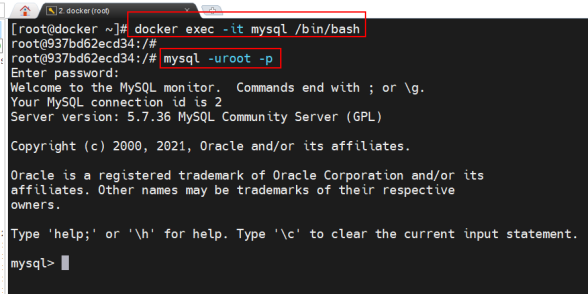 2. docker (root)
[root@docker ~]# docker exec -it mysql /bin/bash
root@937bd62ecd34:/#
root@937bd62ecd34:/# mysql -uroot -p
Enter password:
Welcome to the MySQL monitor.  Commands end with ; or \g.
Your MySQL connection id is 2
Server version: 5.7.36 MySQL Community Server (GPL)
Copyright (c) 2000, 2021, Oracle and/or its affiliates.
Oracle is a registered trademark of Oracle Corporation and/or its
affiliates. Other names may be trademarks of their respective
owners.
Type 'help;' or '\h' for help. Type '\c' to clear the current input statement.
mysql>